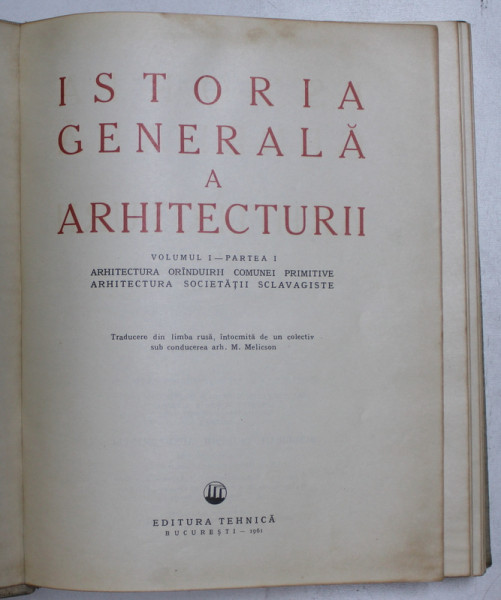 ISTORIA
GENERALĂ
A
ARHITECTURII
VOLUMUL I — PARTEA I
ARHITECTURA ORÎNDUIRII COMUNEI PRIMITIVE
ARHITECTURA SOCIETĂȚII SCLAVAGISTE
Traducere din limba rusă, întocmită de un colectiv
sub conducerea arh. M. Melicson
EDITURA TEHNICĂ
BUCUREȘTI — 1961